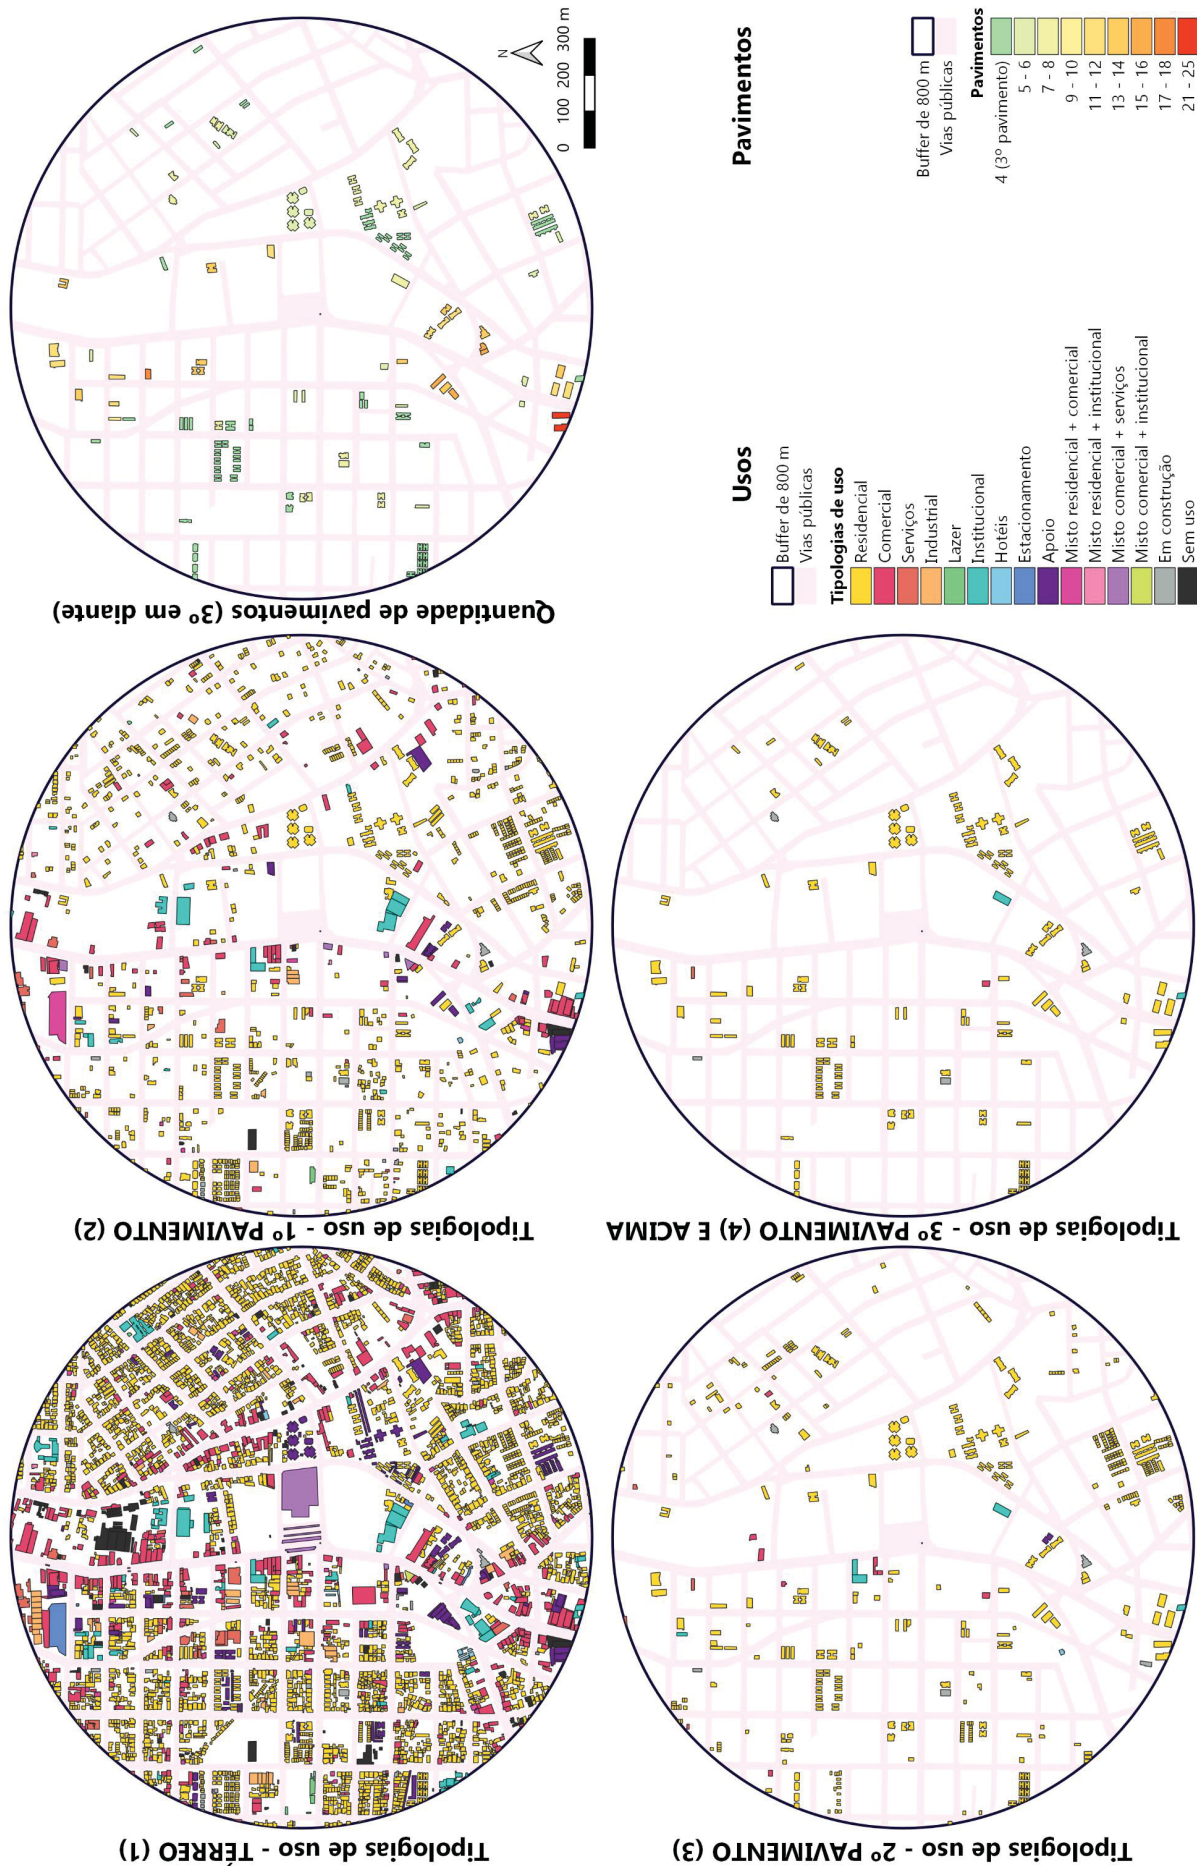 Tipologias de uso - TÉRREO (1)
Tipologias de uso - 1º PAVIMENTO (2)
Quantidade de pavimentos (3º em diante)
N
0 100 200 300 m
Tipologias de uso - 2º PAVIMENTO (3)
Tipologias de uso - 3º PAVIMENTO (4) E ACIMA
Usos
Buffer de 800 m
Vias públicas
Tipologias de uso
Residencial
Comercial
Serviços
Industrial
Lazer
Institucional
Hotéis
Estacionamento
Apoio
Misto residencial + comercial
Misto residencial + institucional
Misto comercial + serviços
Misto comercial + institucional
Em construção
Sem uso
Pavimentos
Buffer de 800 m
Vias públicas
Pavimentos
4 (3º pavimento)
5 - 6
7 - 8
9 - 10
11 - 12
13 - 14
15 - 16
17 - 18
21 - 25